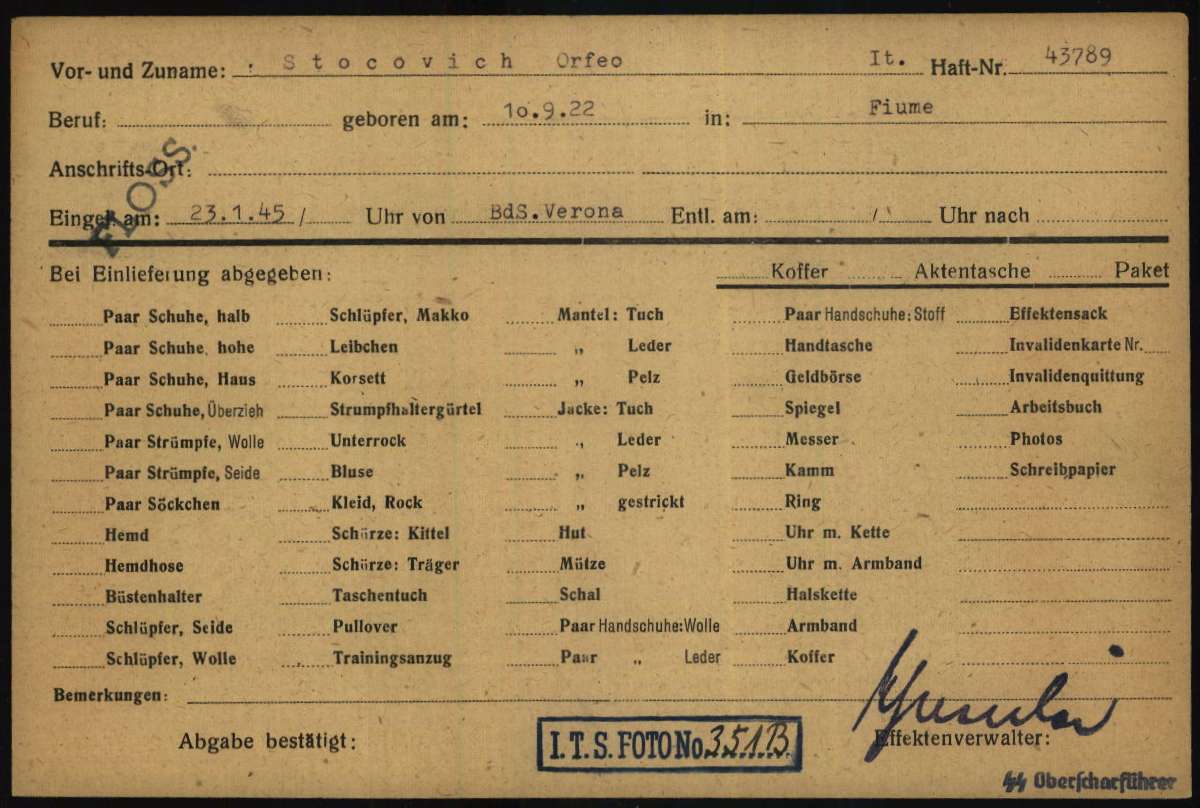 Vor- und Zuname: Stocovich Orfeo It. Haft-Nr. 43789
Beruf: geboren am: 10.9.22 in: Fiume
Anschrifts-Ort:
FLOSS.
Einget. am: 23.1.45 / Uhr von BdS.Verona Entl. am: / Uhr nach
Bei Einlieferung abgegeben: Koffer Aktentasche Paket
Paar Schuhe, halb Schlüpfer, Makko Mantel: Tuch Paar Handschuhe: Stoff Effektensack
Paar Schuhe, hohe Leibchen „ Leder Handtasche Invalidenkarte Nr.
Paar Schuhe, Haus Korsett „ Pelz Geldbörse Invalidenquittung
Paar Schuhe, Überzieh Strumpfhaltergürtel Jacke: Tuch Spiegel Arbeitsbuch
Paar Strümpfe, Wolle Unterrock „ Leder Messer Photos
Paar Strümpfe, Seide Bluse „ Pelz Kamm Schreibpapier
Paar Söckchen Kleid, Rock „ gestrickt Ring
Hemd Schürze: Kittel Hut Uhr m. Kette
Hemdhose Schürze: Träger Mütze Uhr m. Armband
Büstenhalter Taschentuch Schal Halskette
Schlüpfer, Seide Pullover Paar Handschuhe: Wolle Armband
Schlüpfer, Wolle Trainingsanzug Paar „ Leder Koffer
Bemerkungen:
Abgabe bestätigt: I.T.S. FOTO No 351B Effektenverwalter:
SS Oberscharführer